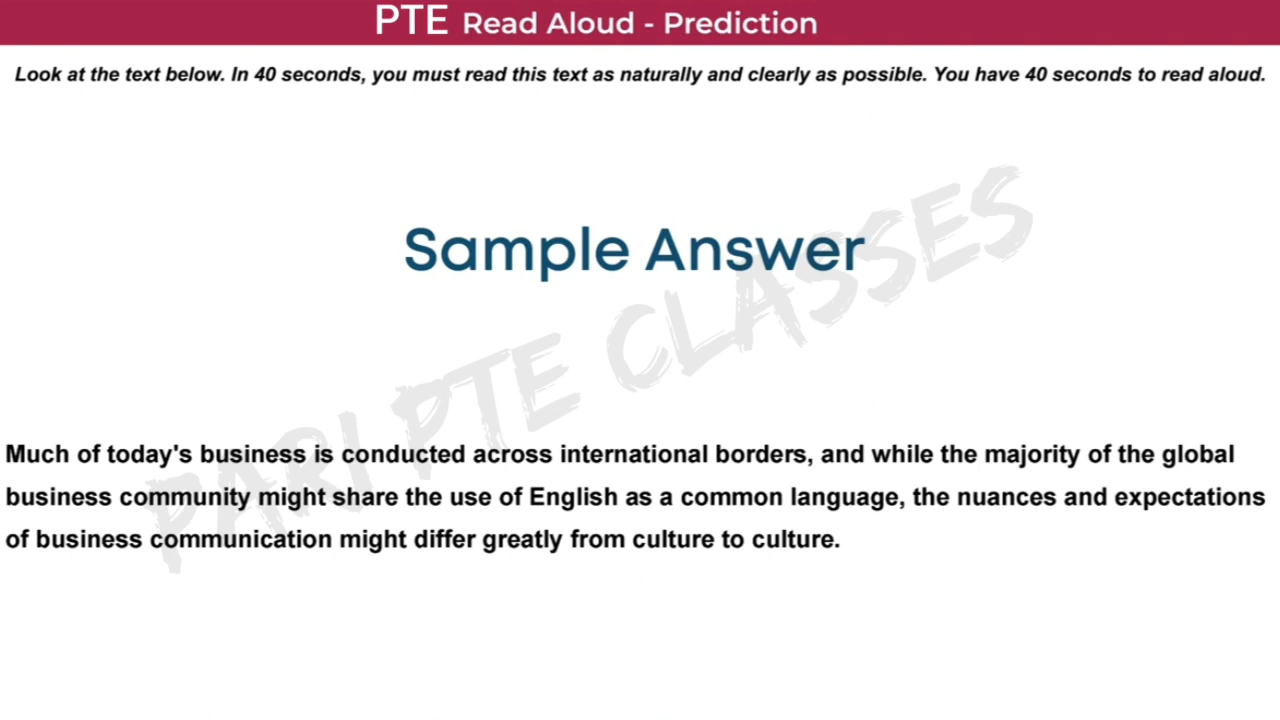 PTE Read Aloud - Prediction
Look at the text below. In 40 seconds, you must read this text as naturally and clearly as possible. You have 40 seconds to read aloud.
Sample Answer
PARI PTE CLASSES
Much of today's business is conducted across international borders, and while the majority of the global
business community might share the use of English as a common language, the nuances and expectations
of business communication might differ greatly from culture to culture.